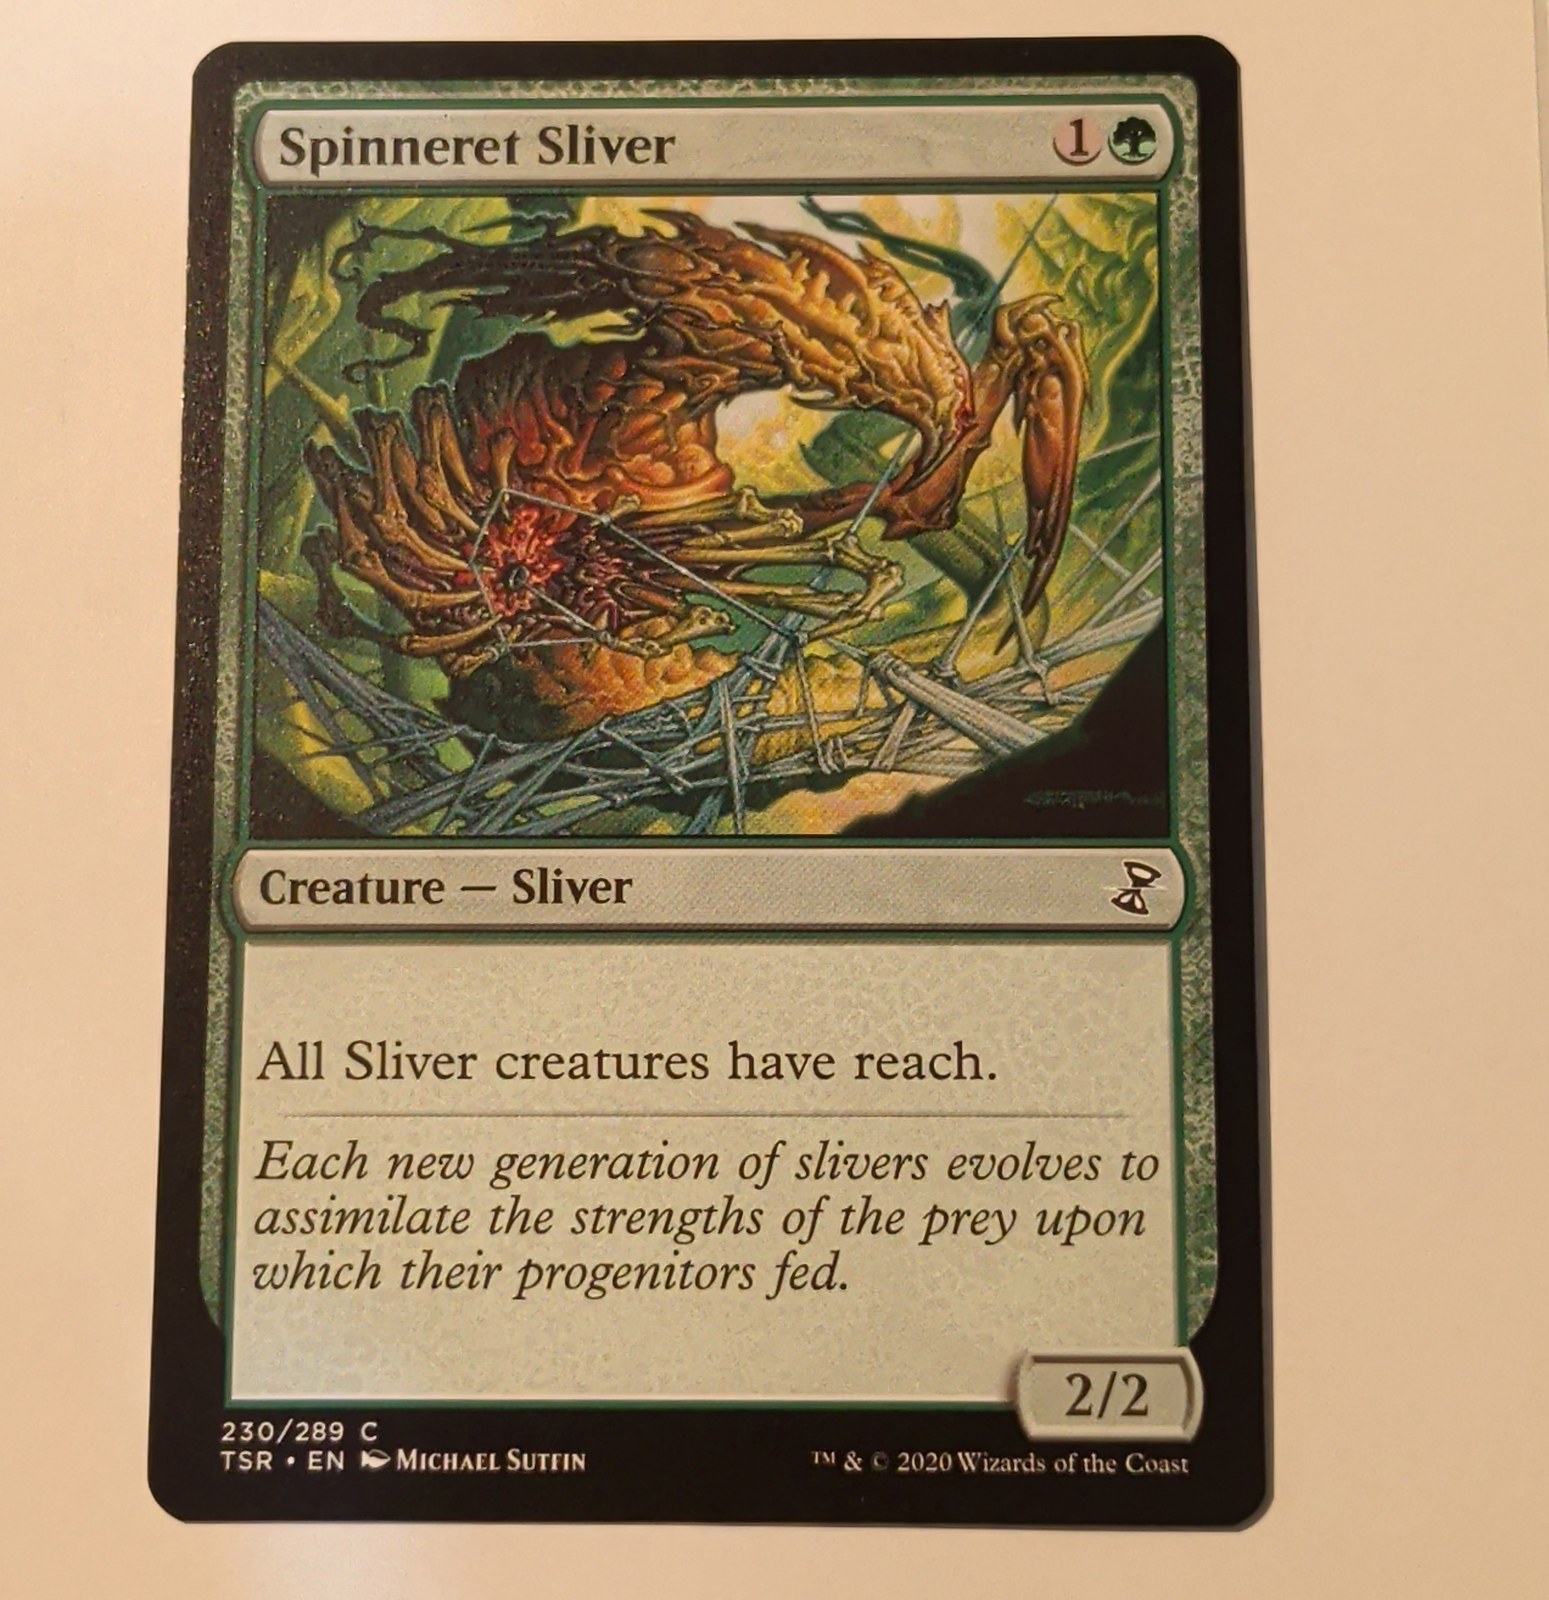 Spinneret Sliver 1
Creature — Sliver
All Sliver creatures have reach.
Each new generation of slivers evolves to
assimilate the strengths of the prey upon
which their progenitors fed.
2/2
230/289 C
TSR • EN MICHAEL SUTFIN
™ & © 2020 Wizards of the Coast